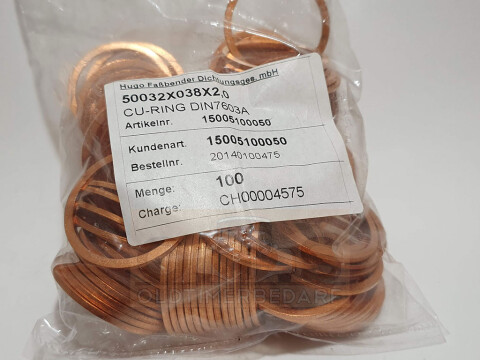 Hugo Faßbender Dichtungsges. mbH
50032X038X2,0
CU-RING DIN7603A
Artikelnr. 15005100050
Kundenart. 15005100050
Bestellnr. 20140100475
Menge: 100
Charge: CH00004575
OLDTIMERBEDARF